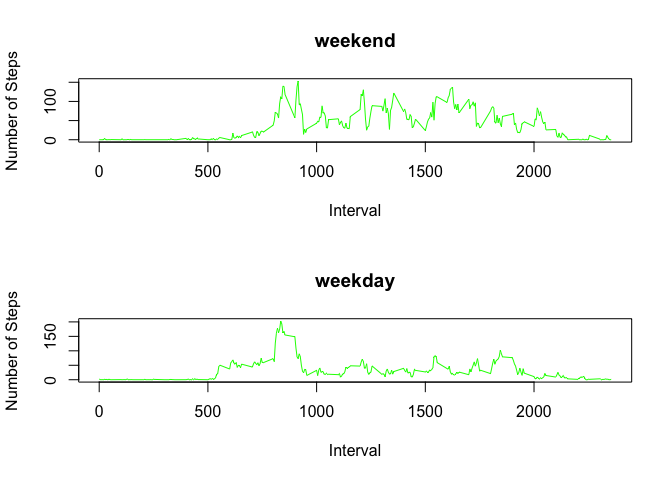 weekend
Number of Steps
100
0
0 500 1000 1500 2000
Interval
weekday
Number of Steps
150
0
0 500 1000 1500 2000
Interval